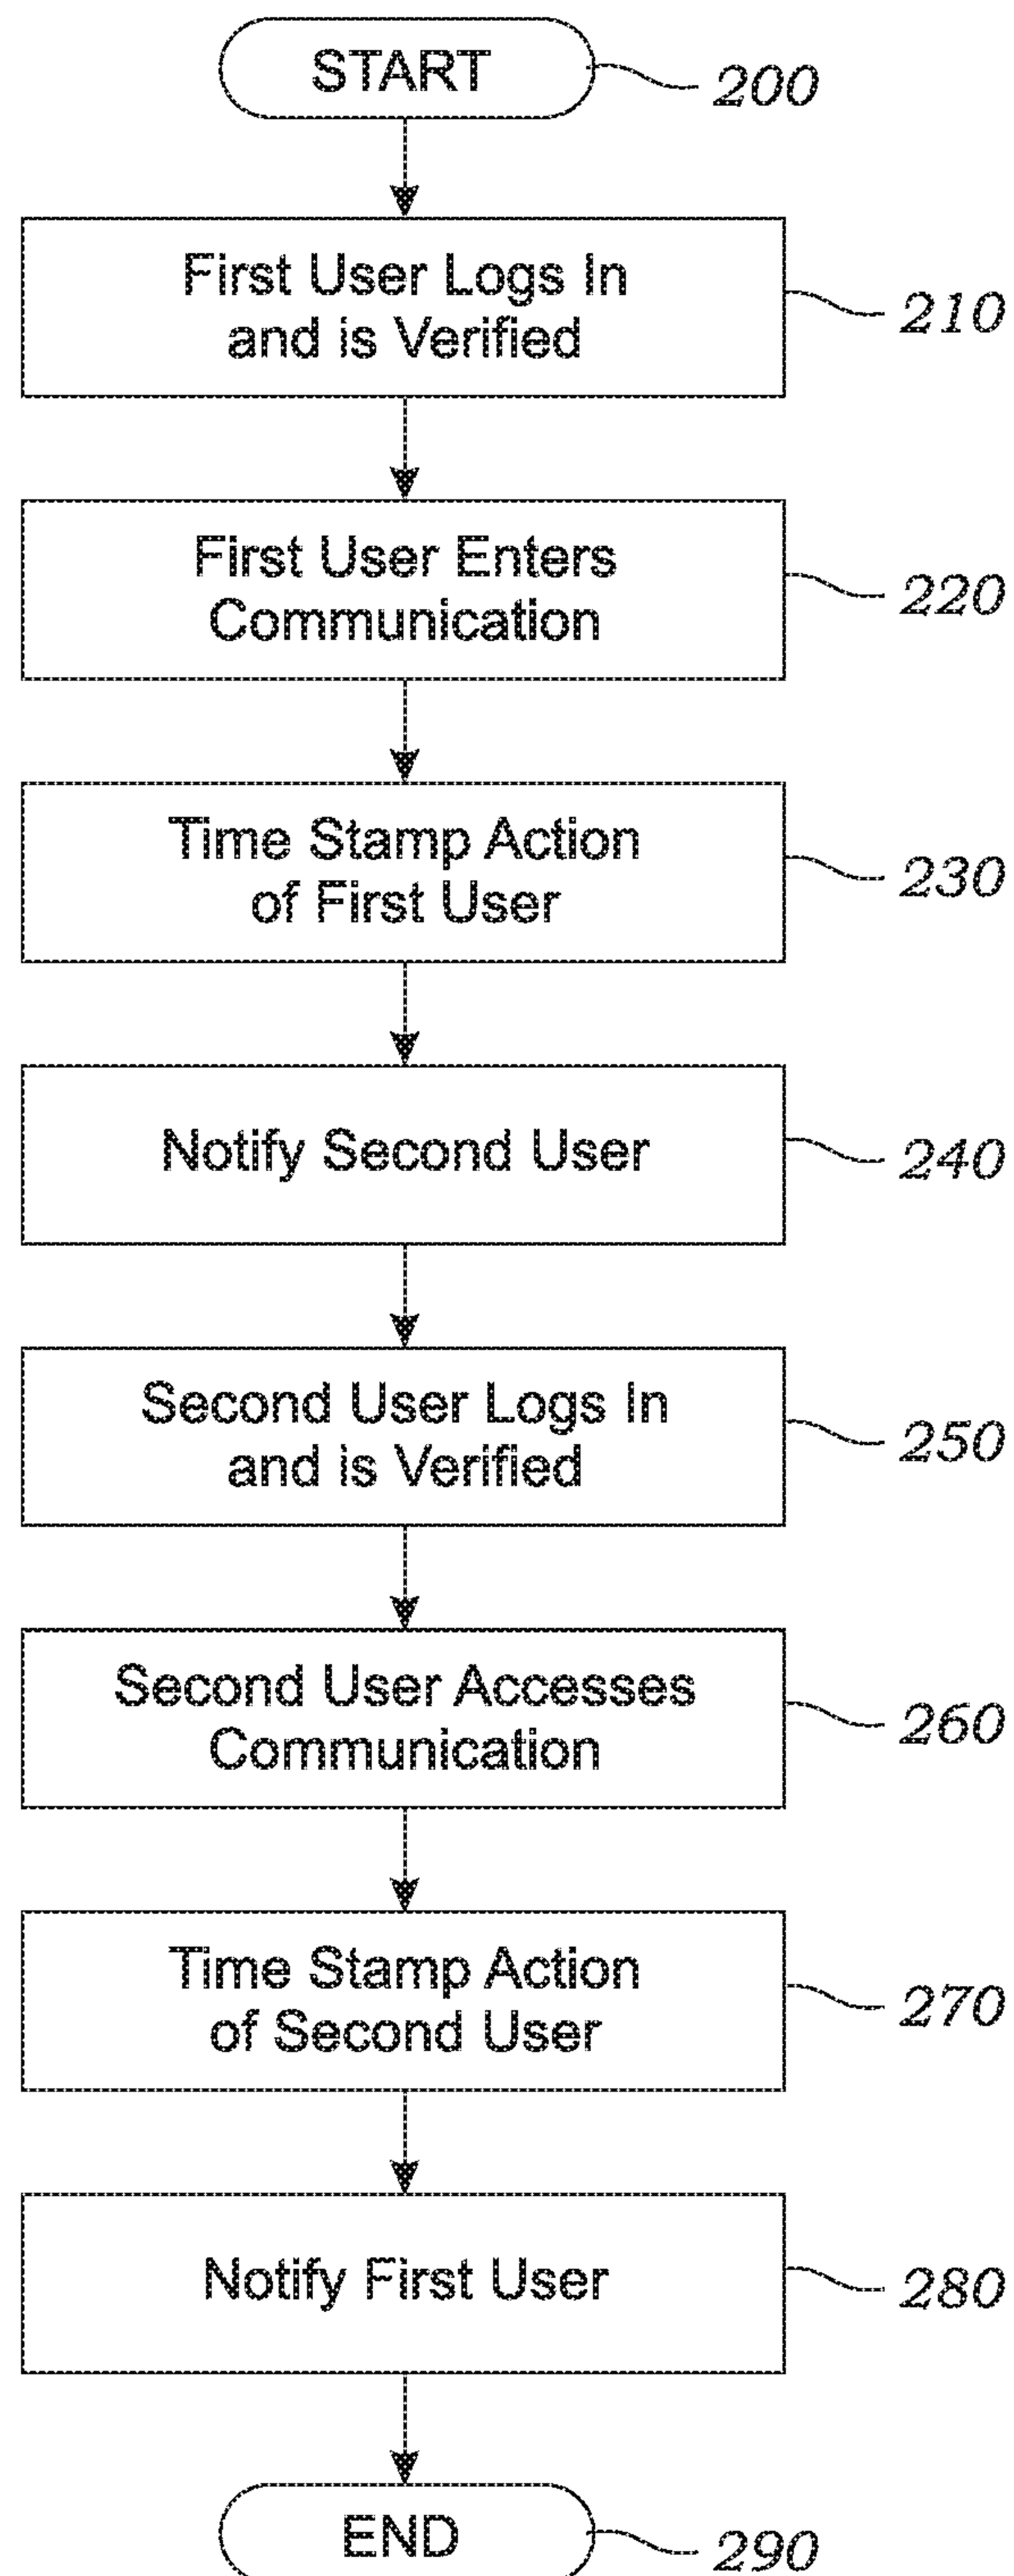 START
200
First User Logs In
and is Verified
210
First User Enters
Communication
220
Time Stamp Action
of First User
230
Notify Second User
240
Second User Logs In
and is Verified
250
Second User Accesses
Communication
260
Time Stamp Action
of Second User
270
Notify First User
280
END
290